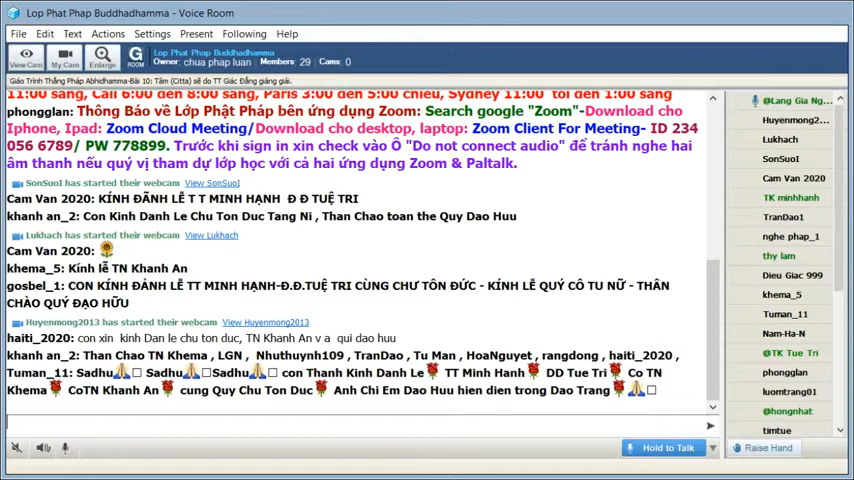 Lop Phat Phap Buddhadhamma - Voice Room
File Edit Text Actions Settings Present Following Help
View Cam My Cam Enlarge G ROOM
Lop Phat Phap Buddhadhamma
Owner: chua phap luan Members: 29 Cams: 0
Giáo Trình Thắng Pháp Abhidhamma-Bài 10: Tâm (Citta) sẽ do TT Giác Đẳng giảng giải.
11:00 sáng, Cali 6:00 đến 8:00 sáng, Paris 3:00 đến 5:00 chiều, Sydney 11:00 tối đến 1:00 sáng
phongglan: Thông Báo về Lớp Phật Pháp bên ứng dụng Zoom: Search google "Zoom"-Download cho
Iphone, Ipad: Zoom Cloud Meeting/Download cho desktop, laptop: Zoom Client For Meeting- ID 234
056 6789/ PW 778899. Trước khi sign in xin check vào Ô "Do not connect audio" để tránh nghe hai
âm thanh nếu quý vị tham dự lớp học với cả hai ứng dụng Zoom & Paltalk.
SonSuoI has started their webcam View SonSuoI
Cam Van 2020: KÍNH ĐÃNH LỄ T T MINH HẠNH Đ Đ TUỆ TRI
khanh an_2: Con Kinh Danh Le Chu Ton Duc Tang Ni , Than Chao toan the Quy Dao Huu
Lukhach has started their webcam View Lukhach
Cam Van 2020:
khema_5: Kính lễ TN Khanh An
gosbel_1: CON KÍNH ĐẢNH LỄ TT MINH HẠNH-Đ.Đ.TUỆ TRI CÙNG CHƯ TÔN ĐỨC - KÍNH LỄ QUÝ CÔ TU NỮ - THÂN
CHÀO QUÝ ĐẠO HỮU
Huyenmong2013 has started their webcam View Huyenmong2013
haiti_2020: con xin kinh Dan le chu ton duc, TN Khanh An v a qui dao huu
khanh an_2: Than Chao TN Khema , LGN , Nhuthuynh109 , TranDao , Tu Man , HoaNguyet , rangdong , haiti_2020 ,
Tuman_11: Sadhu Sadhu Sadhu con Thanh Kinh Danh Le TT Minh Hanh DD Tue Tri Co TN
Khema CoTN Khanh An cung Quy Chu Ton Duc Anh Chi Em Dao Huu hien dien trong Dao Trang
Hold to Talk
Raise Hand
@Lang Gia Ng...
Huyenmong2...
Lukhach
SonSuoI
Cam Van 2020
TK minhhanh
TranDao1
nghe phap_1
thy lam
Dieu Giac 999
khema_5
Tuman_11
Nam-Ha-N
@TK Tue Tri
phongglan
luomtrang01
@hongnhat
timtue